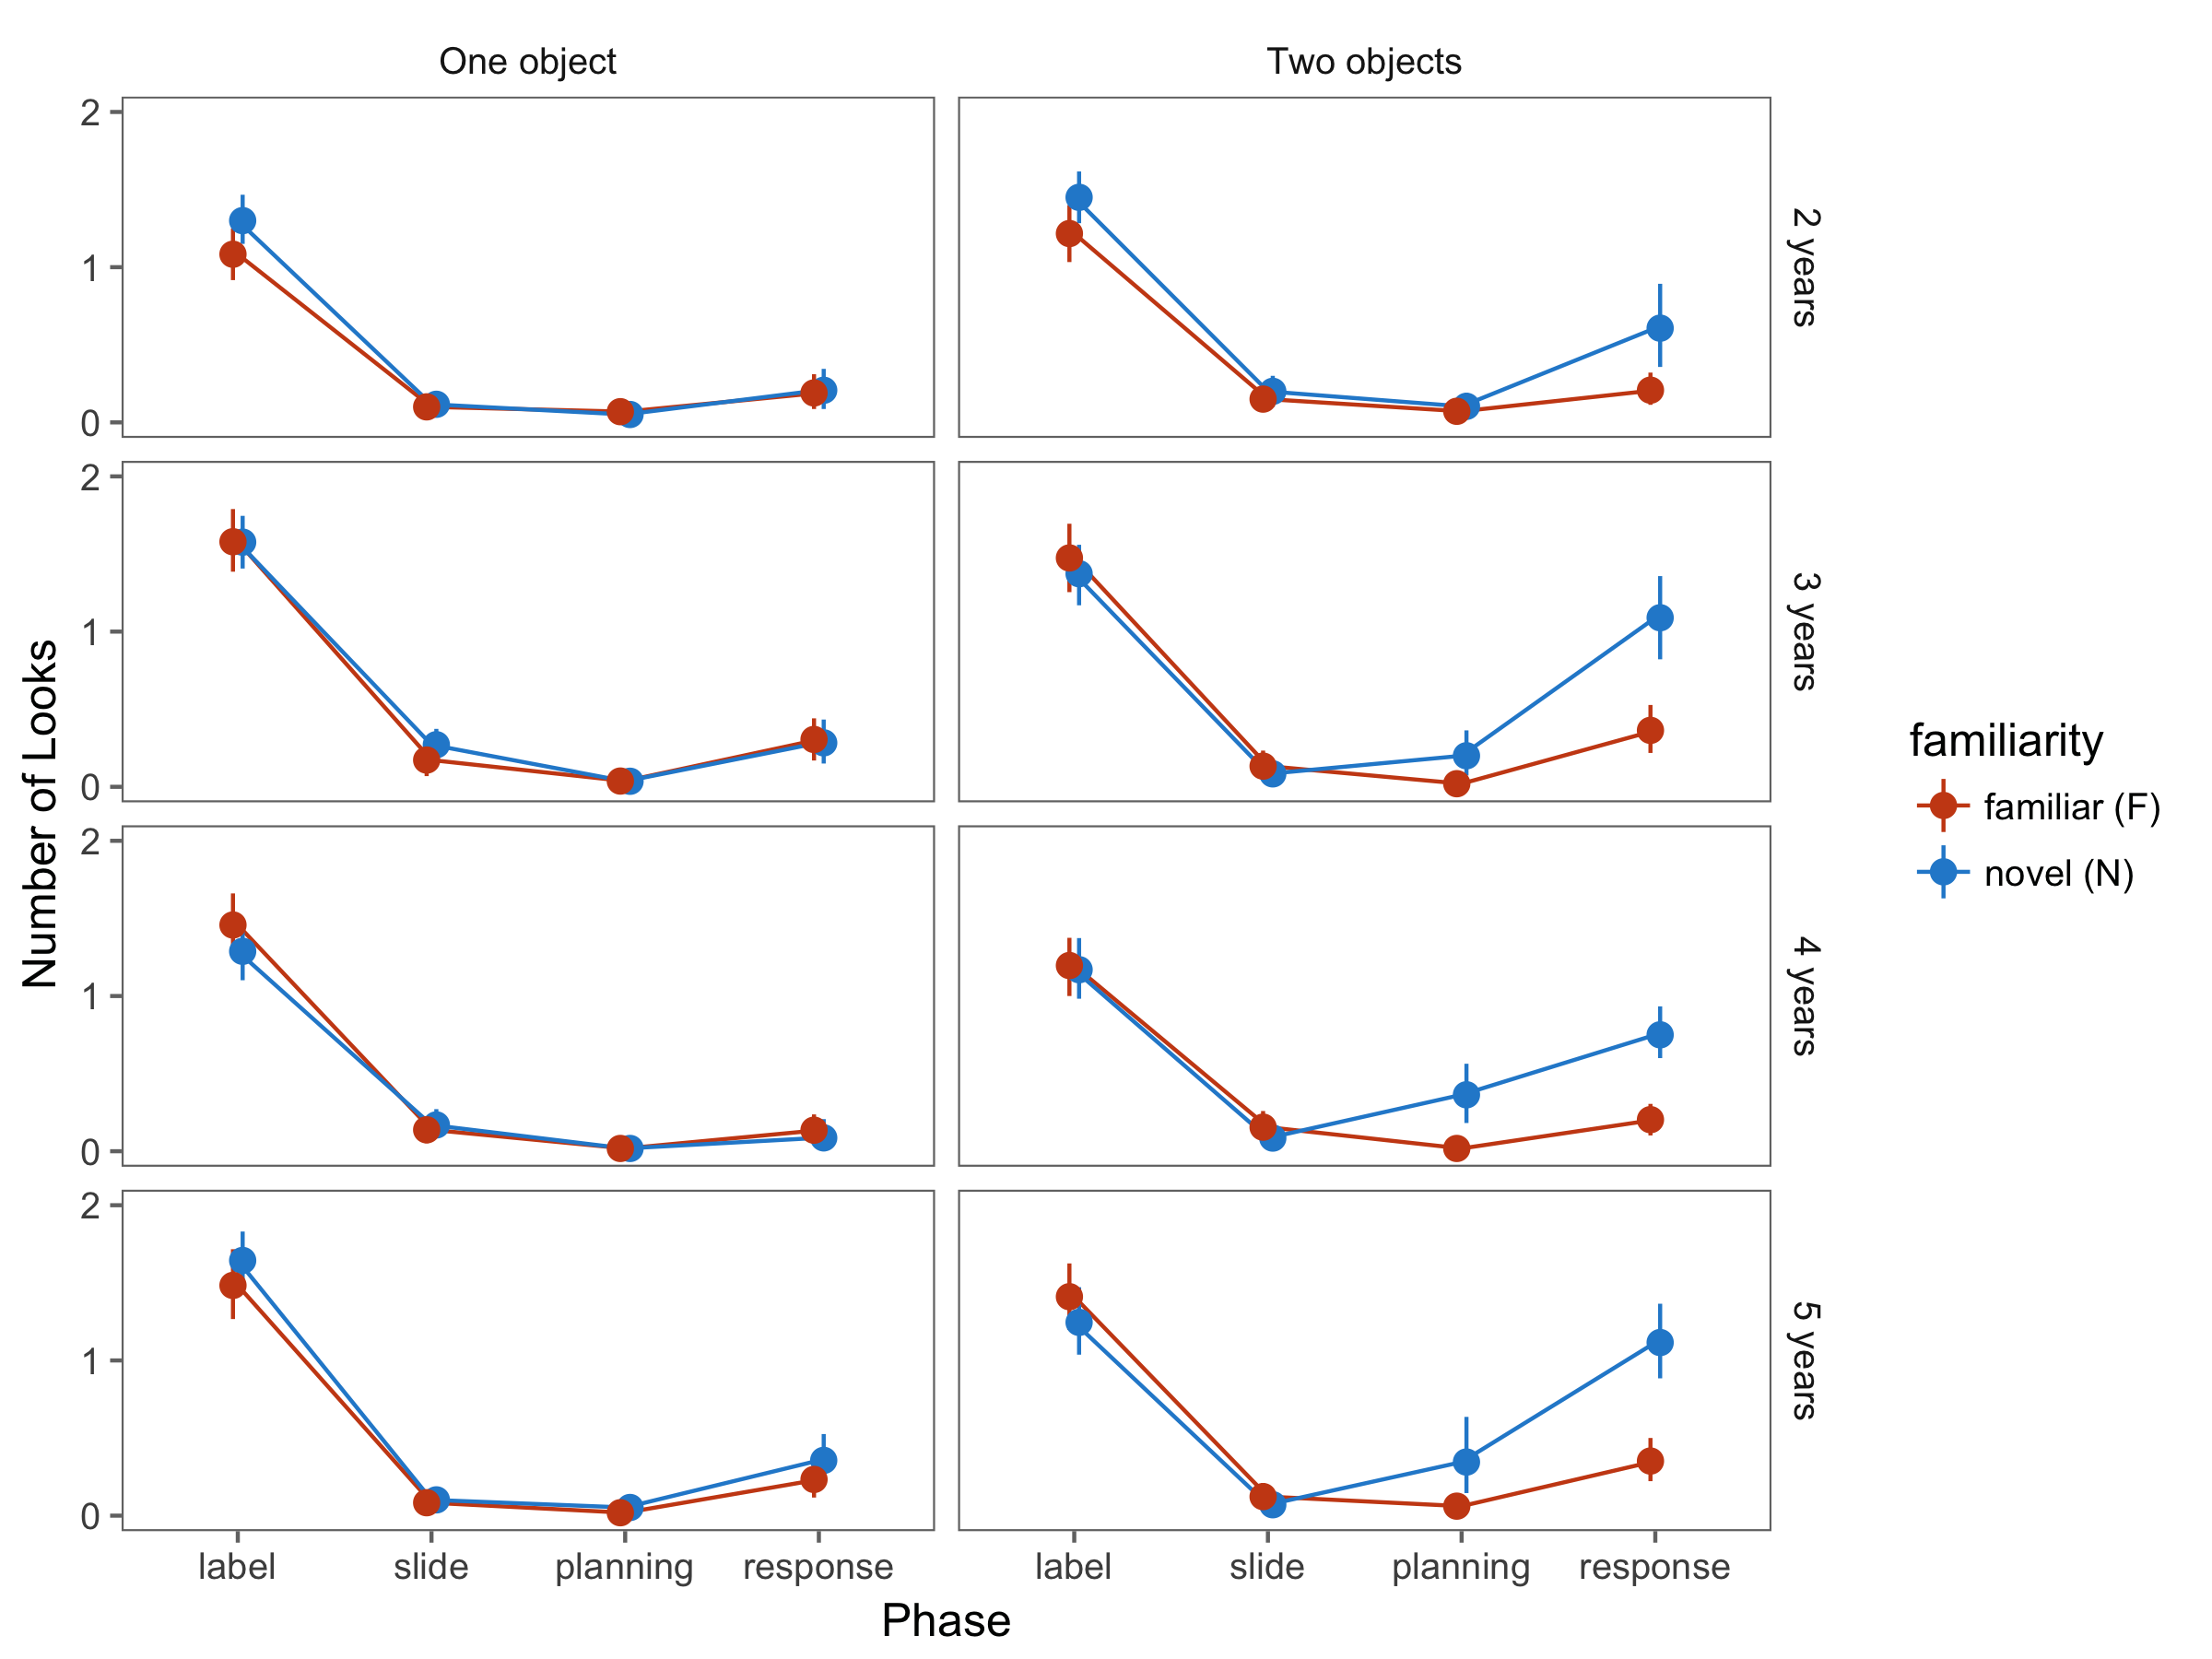 One object
Two objects
2
1
0
2 years
2
1
0
3 years
2
1
0
4 years
2
1
0
5 years
Number of Looks
label
slide
planning
response
label
slide
planning
response
Phase
familiarity
familiar (F)
novel (N)